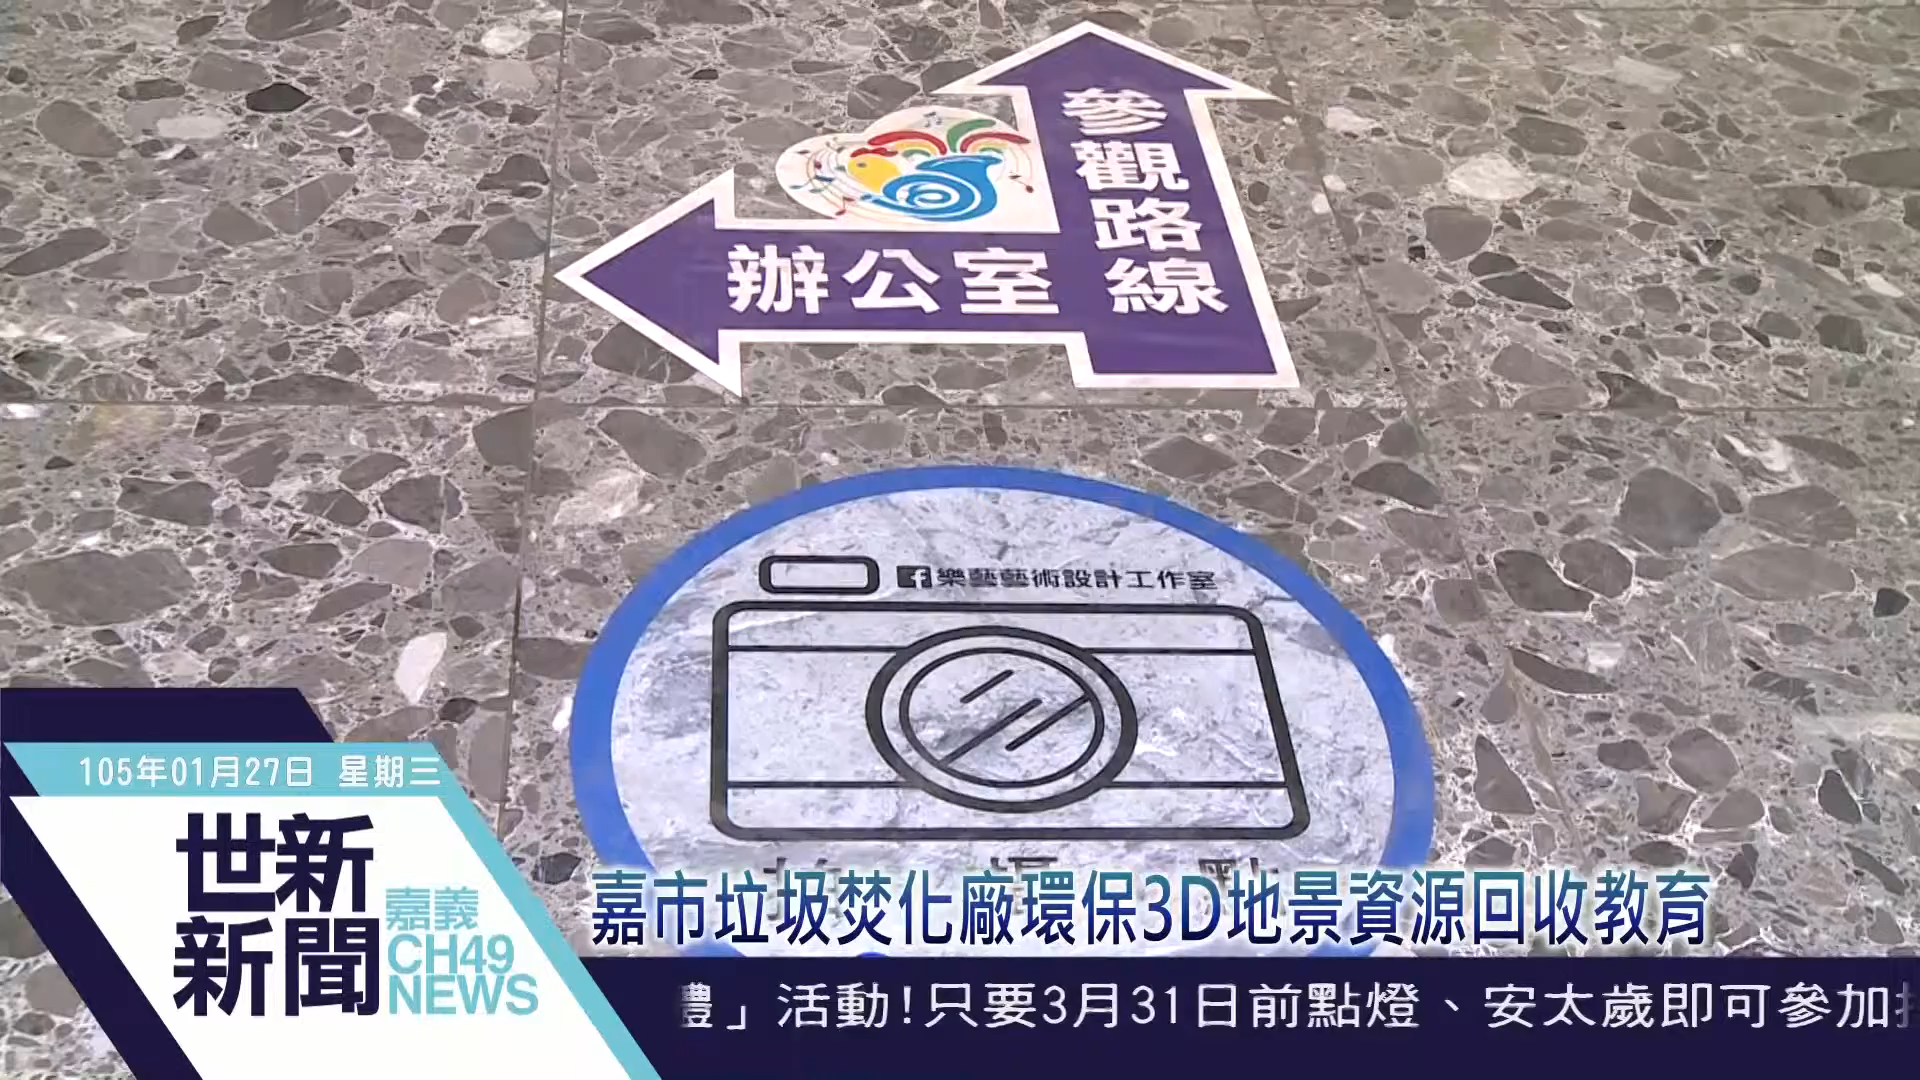 參觀路線
辦公室
樂藝藝術設計工作室
105年01月27日 星期三
世新
新聞
嘉義
CH49
NEWS
嘉市垃圾焚化廠環保3D地景資源回收教育
禮」活動!只要3月31日前點燈、安太歲即可參加